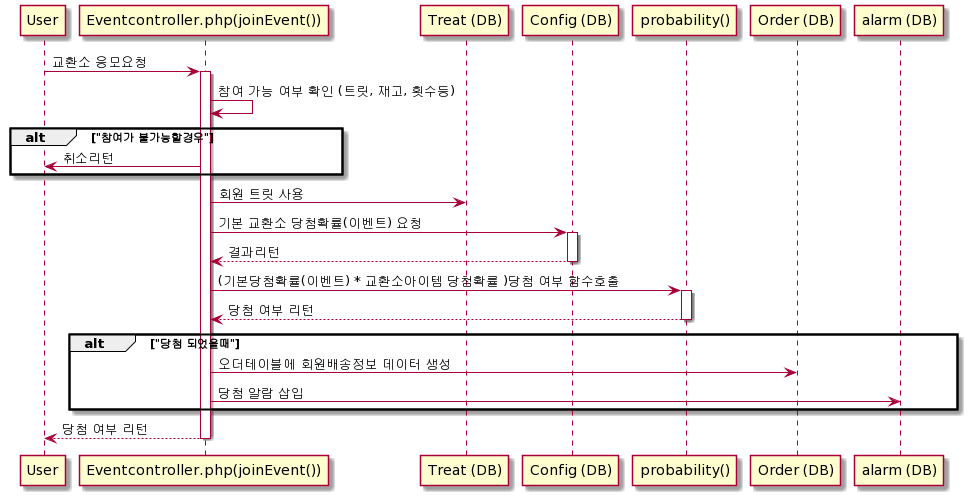 User
Eventcontroller.php(joinEvent())
Treat (DB)
Config (DB)
probability()
Order (DB)
alarm (DB)
교환소 응모요청
참여 가능 여부 확인 (트릿, 재고, 횟수등)
alt
["참여가 불가능할경우"]
취소리턴
회원 트릿 사용
기본 교환소 당첨확률(이벤트) 요청
결과리턴
(기본당첨확률(이벤트) * 교환소아이템 당첨확률 )당첨 여부 함수호출
당첨 여부 리턴
alt
["당첨 되었을때"]
오더테이블에 회원배송정보 데이터 생성
당첨 알람 삽입
당첨 여부 리턴
User
Eventcontroller.php(joinEvent())
Treat (DB)
Config (DB)
probability()
Order (DB)
alarm (DB)